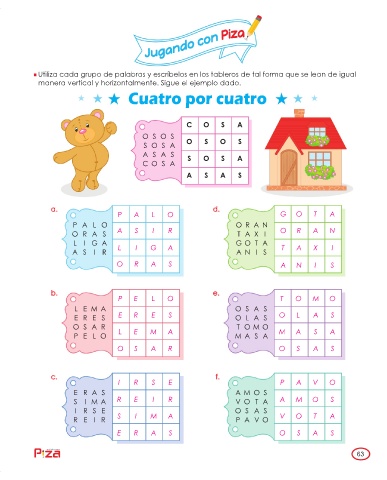 Jugando con Piza
Utiliza cada grupo de palabras y escríbelos en los tableros de tal forma que se lean de igual
manera vertical y horizontalmente. Sigue el ejemplo dado.
Cuatro por cuatro
OSOS
SOSA
ASAS
COSA
C O S A
O S O S
S O S A
A S A S
a.
PALO
ORAS
LIGA
ASIR
P A L O
A S I R
L I G A
O R A S
d.
ORAN
TAXI
GOTA
ANIS
G O T A
O R A N
T A X I
A N I S
b.
LEMA
ERES
OSAR
PELO
P E L O
E R E S
L E M A
O S A R
e.
OSAS
OLAS
TOMO
MASA
T O M O
O L A S
M A S A
O S A S
c.
ERAS
SIMA
IRSE
REIR
I R S E
R E I R
S I M A
E R A S
f.
AMOS
VOTA
OSAS
PAVO
P A V O
A M O S
V O T A
O S A S
Piza
63